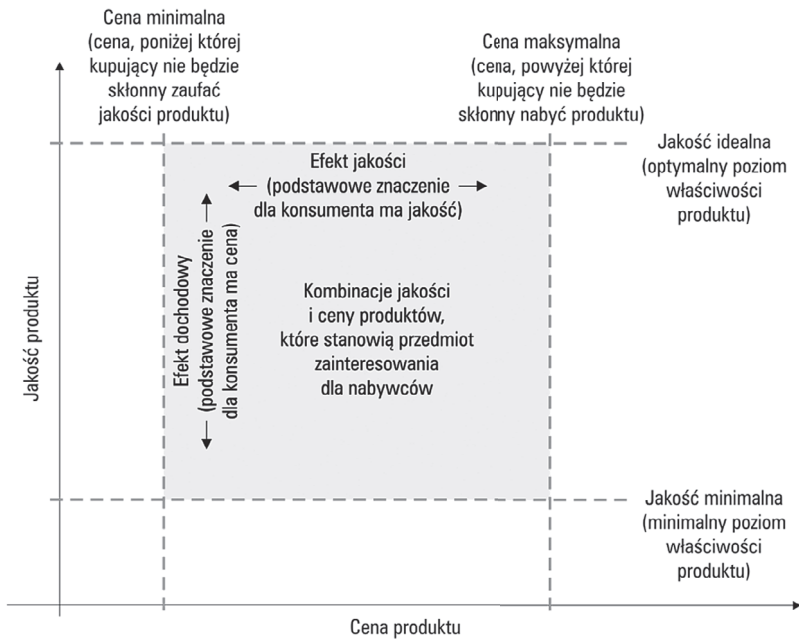 Cena minimalna
(cena, poniżej której
kupujący nie będzie
skłonny zaufać
jakości produktu)
Cena maksymalna
(cena, powyżej której
kupujący nie będzie
skłonny nabyć produktu)
Jakość idealna
(optymalny poziom
właściwości
produktu)
Efekt jakości
(podstawowe znaczenie
dla konsumenta ma jakość)
Efekt dochodowy
(podstawowe znaczenie
dla konsumenta ma cena)
Kombinacje jakości
i ceny produktów,
które stanowią przedmiot
zainteresowania
dla nabywców
Jakość produktu
Jakość minimalna
(minimalny poziom
właściwości
produktu)
Cena produktu